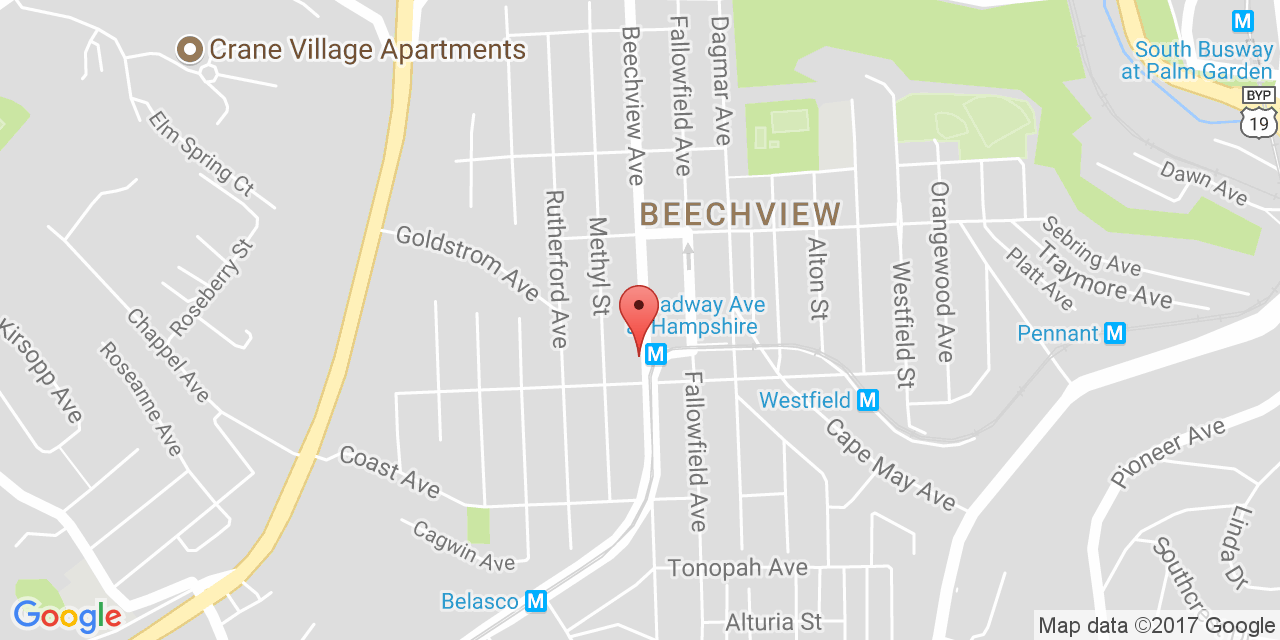 Crane Village Apartments
Beechview Ave
Fallowfield Ave
Dagmar Ave
M
South Busway
at Palm Garden
BYP
19
Elm Spring Ct
Dawn Ave
BEECHVIEW
Orangewood Ave
Rutherford Ave
Methyl St
Goldstrom Ave
Alton St
Westfield St
Sebring Ave
Traymore Ave
Platt Ave
Roseberry St
adway Ave
Hampshire
M
Pennant M
Kirsopp Ave
Chappel Ave
Roseanne Ave
Westfield M
Fallowfield Ave
Cape May Ave
Pioneer Ave
Coast Ave
Cagwin Ave
Linda Dr
Tonopah Ave
Belasco M
Alturia St
Google
Map data ©2017 Google